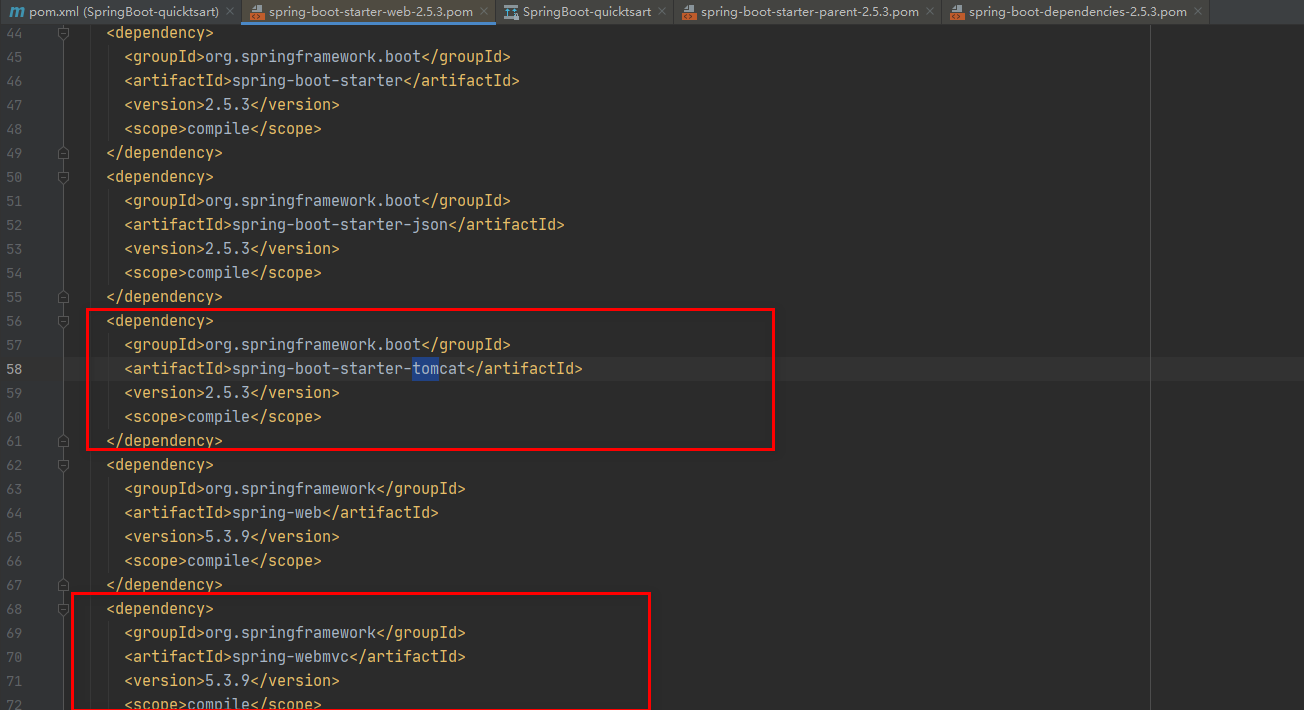 pom.xml (SpringBoot-quicktsart) spring-boot-starter-web-2.5.3.pom SpringBoot-quicktsart spring-boot-starter-parent-2.5.3.pom spring-boot-dependencies-2.5.3.pom
44 <dependency>
45 <groupId>org.springframework.boot</groupId>
46 <artifactId>spring-boot-starter</artifactId>
47 <version>2.5.3</version>
48 <scope>compile</scope>
49 </dependency>
50 <dependency>
51 <groupId>org.springframework.boot</groupId>
52 <artifactId>spring-boot-starter-json</artifactId>
53 <version>2.5.3</version>
54 <scope>compile</scope>
55 </dependency>
56 <dependency>
57 <groupId>org.springframework.boot</groupId>
58 <artifactId>spring-boot-starter-tomcat</artifactId>
59 <version>2.5.3</version>
60 <scope>compile</scope>
61 </dependency>
62 <dependency>
63 <groupId>org.springframework</groupId>
64 <artifactId>spring-web</artifactId>
65 <version>5.3.9</version>
66 <scope>compile</scope>
67 </dependency>
68 <dependency>
69 <groupId>org.springframework</groupId>
70 <artifactId>spring-webmvc</artifactId>
71 <version>5.3.9</version>
72 <scope>compile</scope>